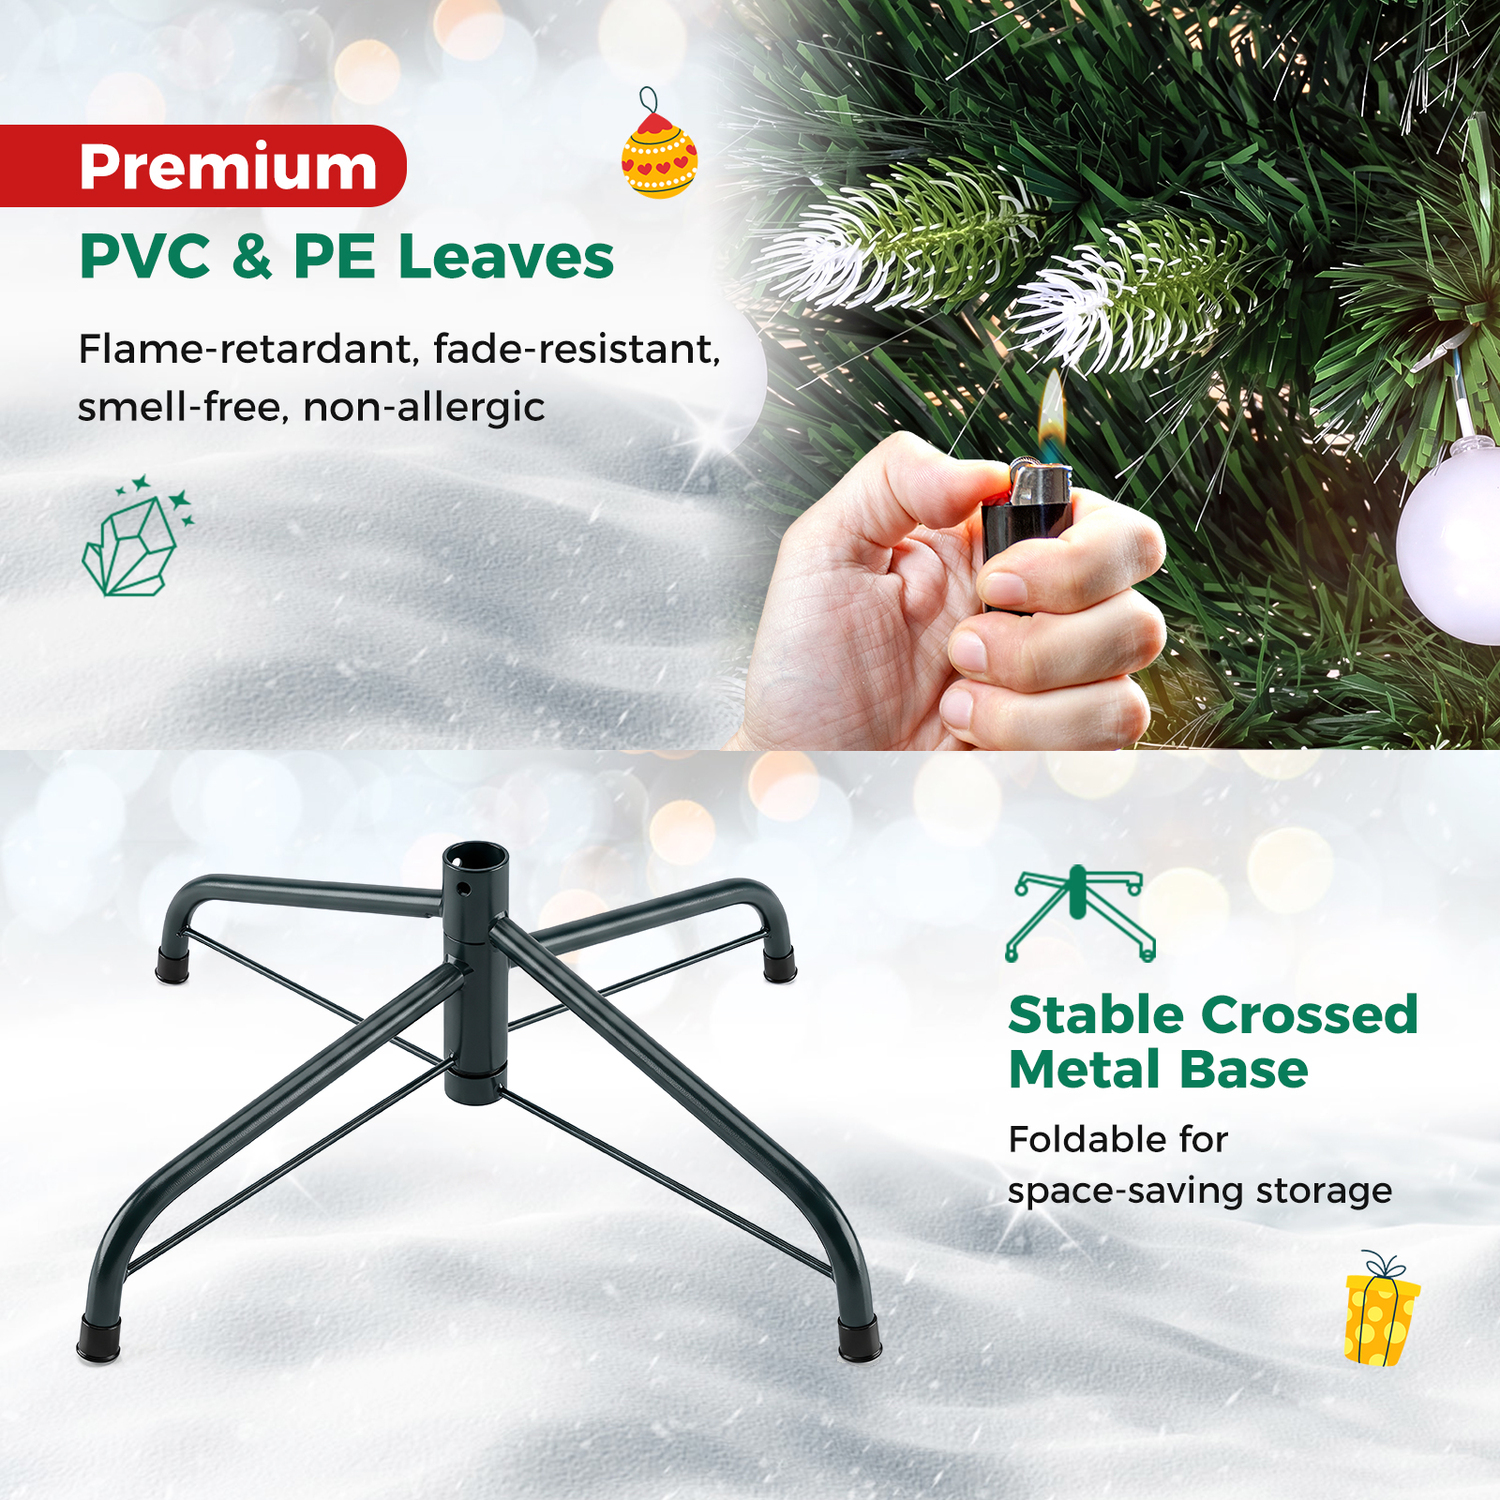 Premium
PVC & PE Leaves
Flame-retardant, fade-resistant,
smell-free, non-allergic
Stable Crossed
Metal Base
Foldable for
space-saving storage